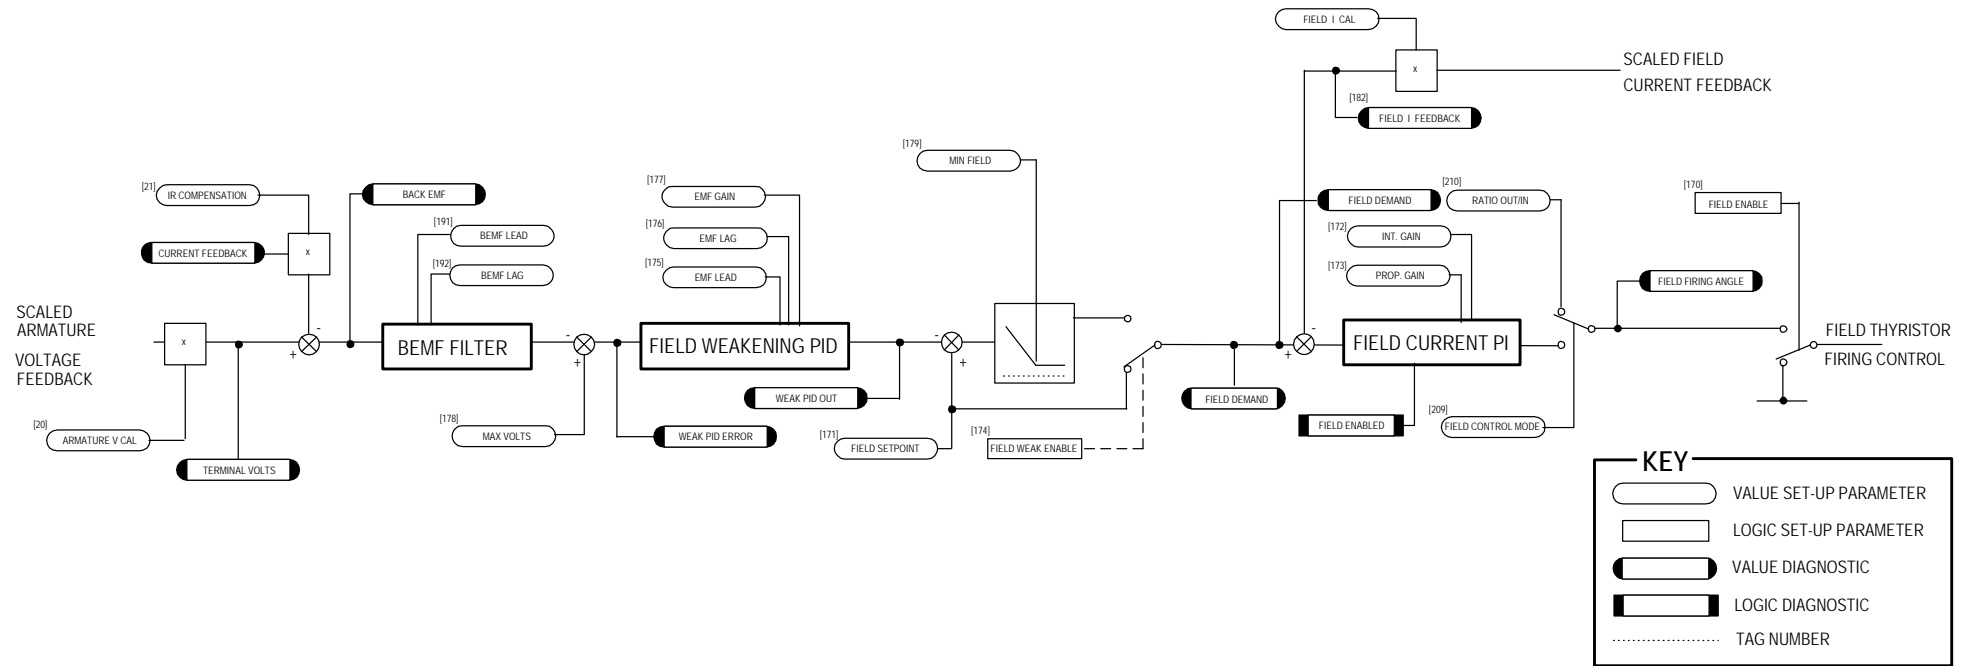 FIELD I CAL
x
SCALED FIELD
CURRENT FEEDBACK
[182]
FIELD I FEEDBACK
[179]
MIN FIELD
[21]
IR COMPENSATION
BACK EMF
[177]
EMF GAIN
FIELD DEMAND
[210]
RATIO OUT/IN
[170]
FIELD ENABLE
[191]
BEMF LEAD
[176]
EMF LAG
[172]
INT. GAIN
CURRENT FEEDBACK
x
[192]
BEMF LAG
[175]
EMF LEAD
[173]
PROP. GAIN
FIELD FIRING ANGLE
SCALED
ARMATURE
VOLTAGE
FEEDBACK
x
-
+
BEMF FILTER
-
+
FIELD WEAKENING PID
-
+
-
+
FIELD CURRENT PI
FIELD THYRISTOR
FIRING CONTROL
WEAK PID OUT
FIELD DEMAND
[20]
ARMATURE V CAL
[178]
MAX VOLTS
WEAK PID ERROR
[171]
FIELD SETPOINT
[174]
FIELD WEAK ENABLE
FIELD ENABLED
[209]
FIELD CONTROL MODE
TERMINAL VOLTS
KEY
VALUE SET-UP PARAMETER
LOGIC SET-UP PARAMETER
VALUE DIAGNOSTIC
LOGIC DIAGNOSTIC
TAG NUMBER